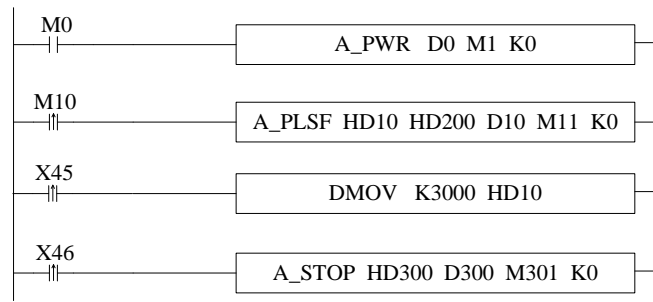 M0
A_PWR D0 M1 K0
M10
A_PLSF HD10 HD200 D10 M11 K0
X45
DMOV K3000 HD10
X46
A_STOP HD300 D300 M301 K0